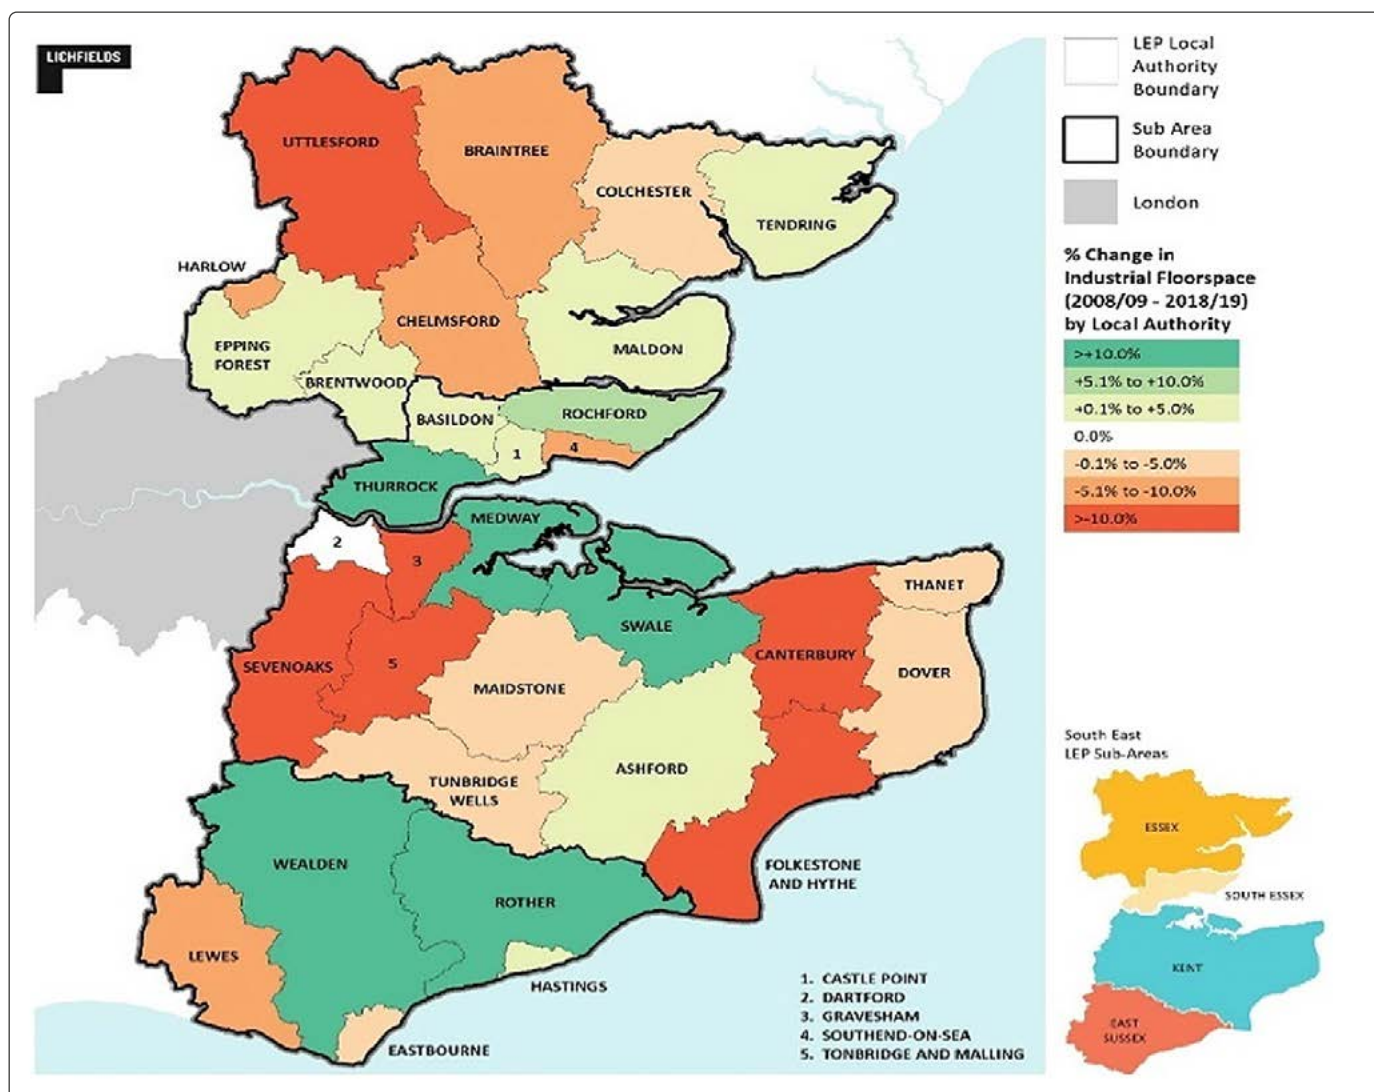 LICHFIELDS
LEP Local
Authority
Boundary
Sub Area
Boundary
London
% Change in
Industrial Floorspace
(2008/09 - 2018/19)
by Local Authority
>+10.0%
+5.1% to +10.0%
+0.1% to +5.0%
0.0%
-0.1% to -5.0%
-5.1% to -10.0%
>-10.0%
UTTLESFORD
BRAINTREE
COLCHESTER
TENDRING
HARLOW
CHELMSFORD
EPPING
FOREST
MALDON
BRENTWOOD
BASILDON
ROCHFORD
1
4
THURROCK
MEDWAY
2
3
THANET
SWALE
CANTERBURY
SEVENOAKS
5
DOVER
MAIDSTONE
ASHFORD
TUNBRIDGE
WELLS
WEALDEN
FOLKESTONE
AND HYTHE
ROTHER
LEWES
HASTINGS
EASTBOURNE
1. CASTLE POINT
2. DARTFORD
3. GRAVESHAM
4. SOUTHEND-ON-SEA
5. TONBRIDGE AND MALLING
South East
LEP Sub-Areas
ESSEX
SOUTH ESSEX
KENT
EAST
SUSSEX